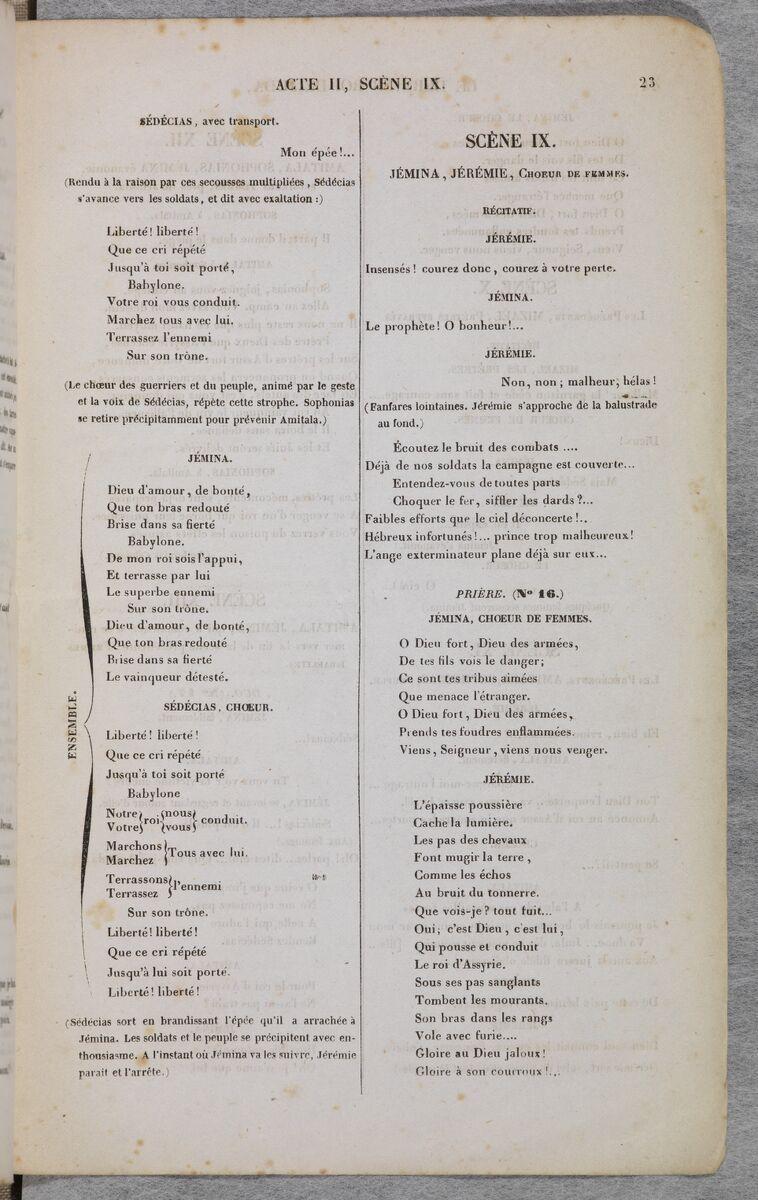 ACTE II, SCÈNE IX.
23
SÉDÉCIAS, avec transport.
Mon épée!...
(Rendu à la raison par ces secousses multipliées, Sédécias
s'avance vers les soldats, et dit avec exaltation :)
Liberté! liberté!
Que ce cri répété
Jusqu'à toi soit porté,
Babylone.
Votre roi vous conduit.
Marchez tous avec lui.
Terrassez l'ennemi
Sur son trône.
(Le chœur des guerriers et du peuple, animé par le geste
et la voix de Sédécias, répète cette strophe. Sophonias
se retire précipitamment pour prévenir Amitala.)
ENSEMBLE.
JÉMINA.
Dieu d'amour, de bonté,
Que ton bras redouté
Brise dans sa fierté
Babylone.
De mon roi sois l'appui,
Et terrasse par lui
Le superbe ennemi
Sur son trône.
Dieu d'amour, de bonté,
Que ton bras redouté
Brise dans sa fierté
Le vainqueur détesté.
SÉDÉCIAS, CHŒUR.
Liberté! liberté!
Que ce cri répété
Jusqu'à toi soit porté
Babylone
Notre } roi { nous } conduit.
Votre } { vous }
Marchons } Tous avec lui.
Marchez }
Terrassons } l'ennemi
Terrassez }
Sur son trône.
Liberté! liberté!
Que ce cri répété
Jusqu'à lui soit porté.
Liberté! liberté!
(Sédécias sort en brandissant l'épée qu'il a arrachée à
Jémina. Les soldats et le peuple se précipitent avec en-
thousiasme. A l'instant où Jémina va les suivre, Jérémie
parait et l'arrête.)
SCÈNE IX.
JÉMINA, JÉRÉMIE, CHOEUR DE FEMMES.
RÉCITATIF.
JÉRÉMIE.
Insensés! courez donc, courez à votre perte.
JÉMINA.
Le prophète! O bonheur!...
JÉRÉMIE.
Non, non; malheur, hélas!
(Fanfares lointaines. Jérémie s'approche de la balustrade
au fond.)
Écoutez le bruit des combats ....
Déjà de nos soldats la campagne est couverte...
Entendez-vous de toutes parts
Choquer le fer, siffler les dards?...
Faibles efforts que le ciel déconcerte!..
Hébreux infortunés!... prince trop malheureux!
L'ange exterminateur plane déjà sur eux...
PRIÈRE. (N° 16.)
JÉMINA, CHOEUR DE FEMMES.
O Dieu fort, Dieu des armées,
De tes fils vois le danger;
Ce sont tes tribus aimées
Que menace l'étranger.
O Dieu fort, Dieu des armées,
Prends tes foudres enflammées.
Viens, Seigneur, viens nous venger.
JÉRÉMIE.
L'épaisse poussière
Cache la lumière.
Les pas des chevaux
Font mugir la terre,
Comme les échos
Au bruit du tonnerre.
Que vois-je? tout fuit...
Oui; c'est Dieu, c'est lui,
Qui pousse et conduit
Le roi d'Assyrie.
Sous ses pas sanglants
Tombent les mourants.
Son bras dans les rangs
Vole avec furie....
Gloire au Dieu jaloux!
Gloire à son courroux!...